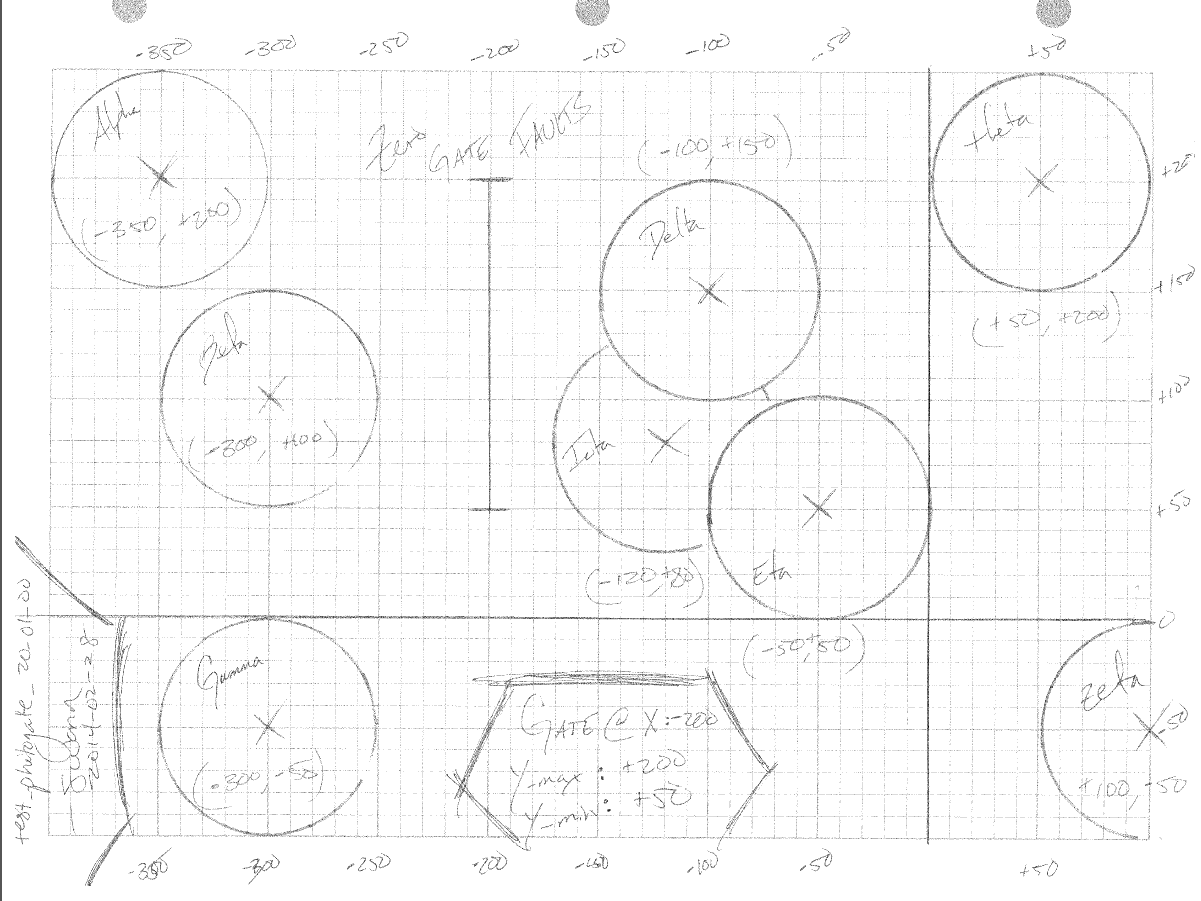 -350 -300 -250 -200 -150 -100 -50 +50
Alpha
(-350, +200)
Zero GATE FAULTS
(-100, +150)
Delta
theta
+200
+150
(+50, +200)
Beta
(-300, +100)
+100
Iota
+50
Eta
(-120, +80)
(-50, +50)
0
Gamma
(-300, -50)
GATE @ X:-200
Y_max : +200
Y_min: +50
zeta
-50
+100, -50
test_photogate_20.01-00
2014-02-28
-350 -300 -250 -200 -150 -100 -50 +50